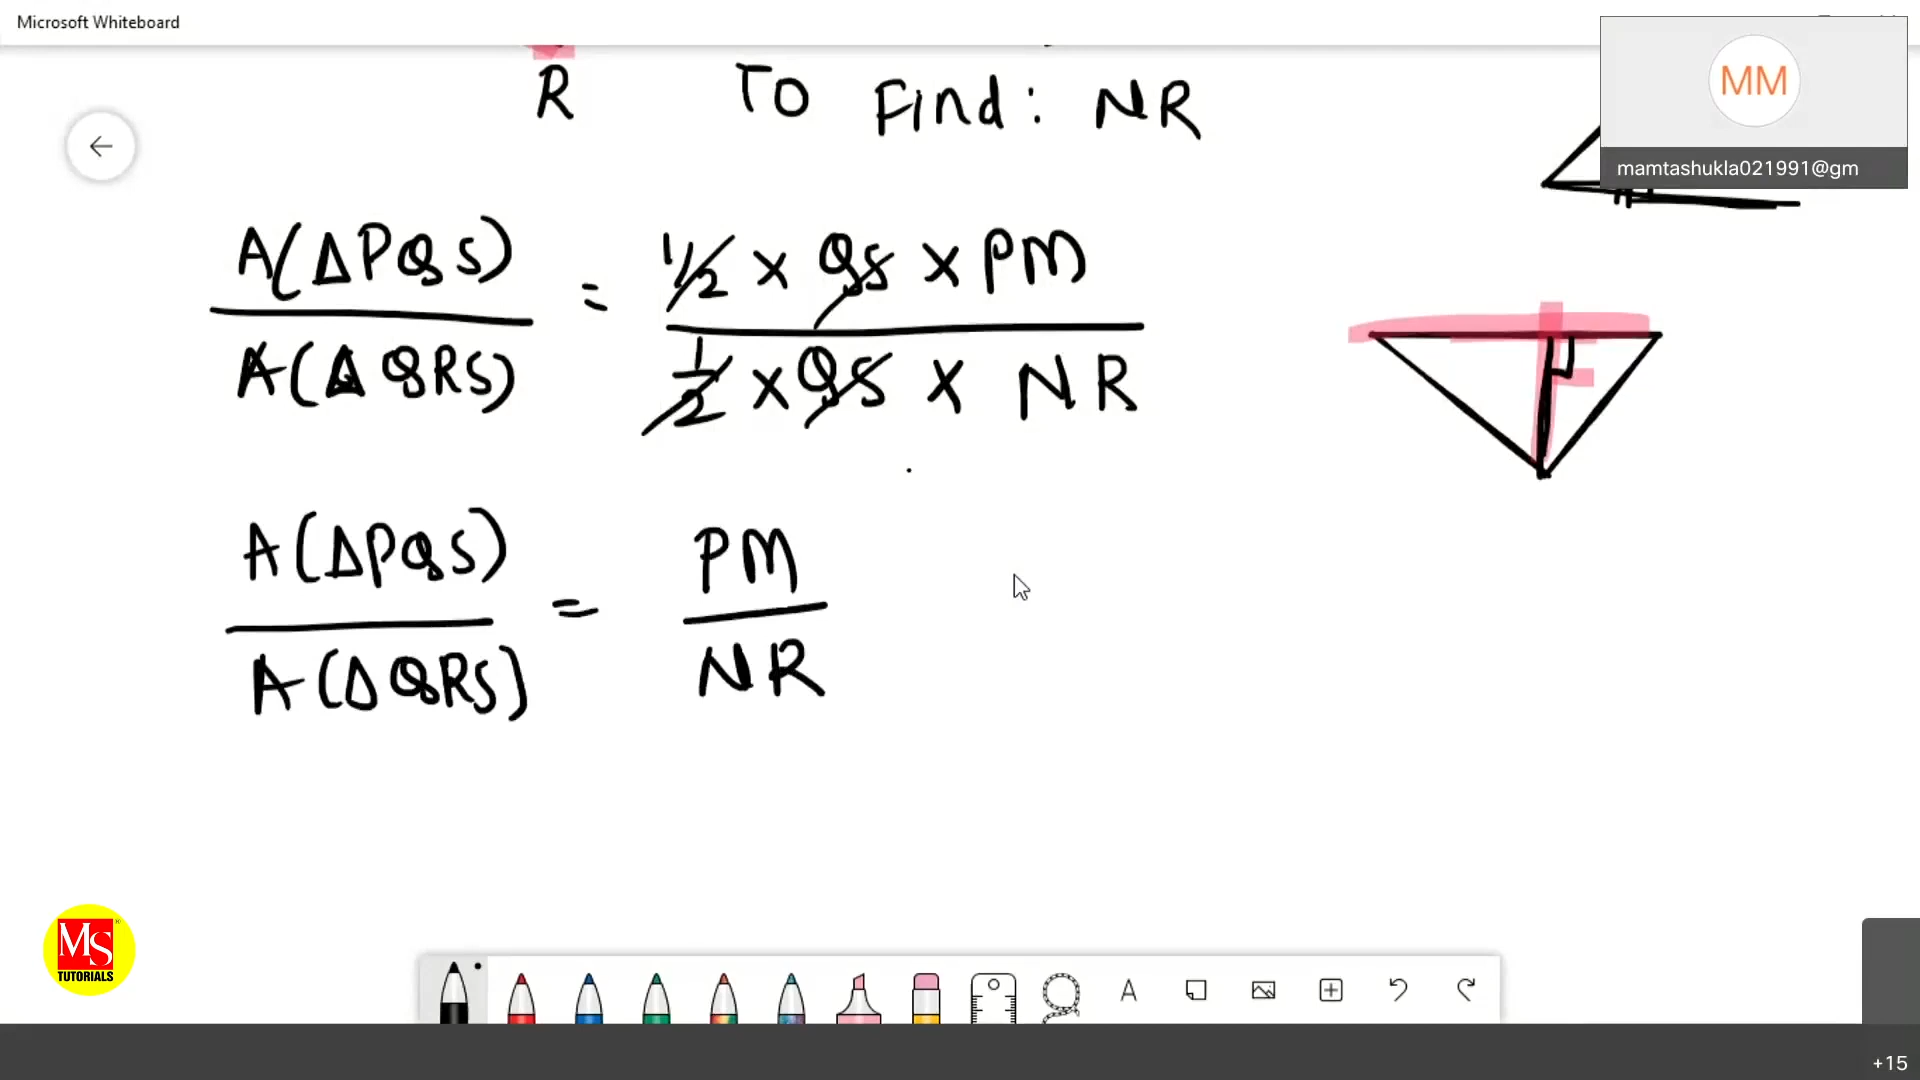 Microsoft Whiteboard
MM
mamtashukla021991@gm
R
To Find: NR
A(ΔPQS) / A(ΔQRS) = 1/2 × QS × PM / 1/2 × QS × NR
A(ΔPQS) / A(ΔQRS) = PM / NR
MS
TUTORIALS
A
+15